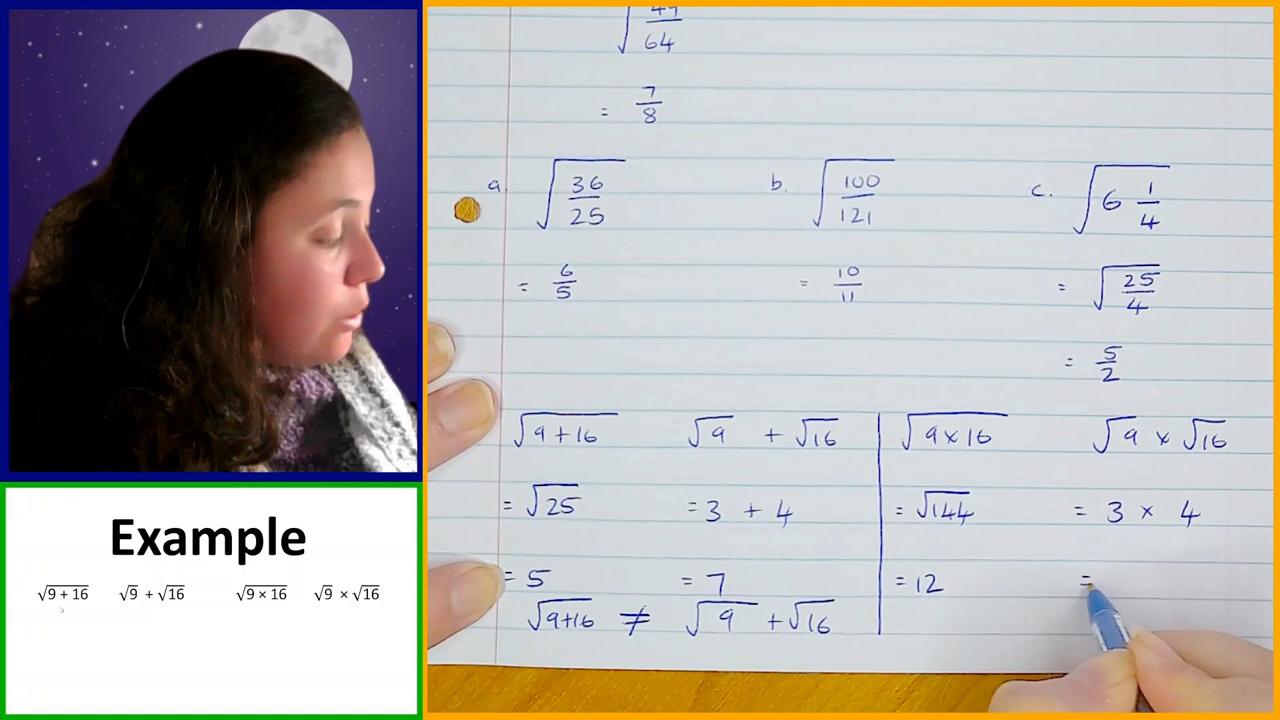 √49/64
= 7/8
a. √36/25
b. √100/121
c. √6 1/4
= 6/5
= 10/11
= √25/4
= 5/2
√9+16 √9 + √16 √9×16 √9 × √16
= √25 = 3 + 4 = √144 = 3 × 4
= 5 = 7 = 12 =
√9+16 ≠ √9 + √16
Example
√9 + 16 √9 + √16 √9 × 16 √9 × √16